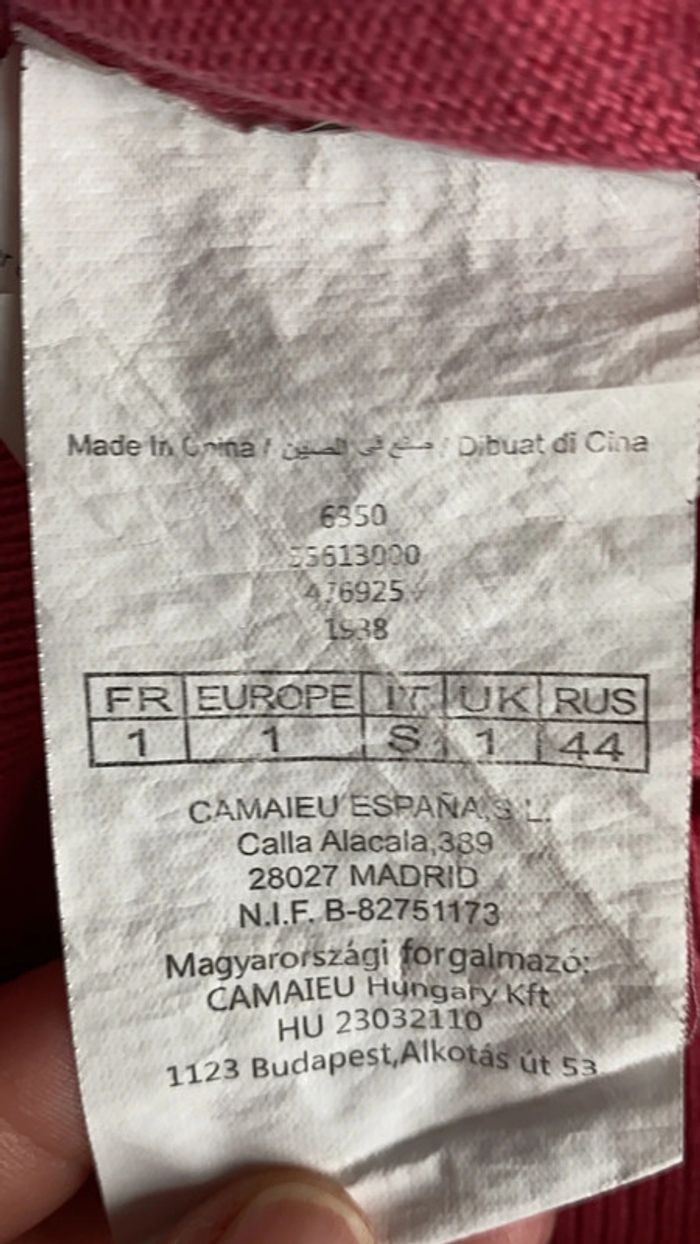 Made In China / صنع في الصين / Dibuat di Cina
6350
476925
1938
FR EUROPE IT UK RUS
1 1 S 1 44
CAMAIEU ESPAÑA,S L.
Calla Alacala,389
28027 MADRID
N.I.F. B-82751173
Magyarországi forgalmazó:
CAMAIEU Hungary Kft
HU 23032110
1123 Budapest,Alkotás út 53